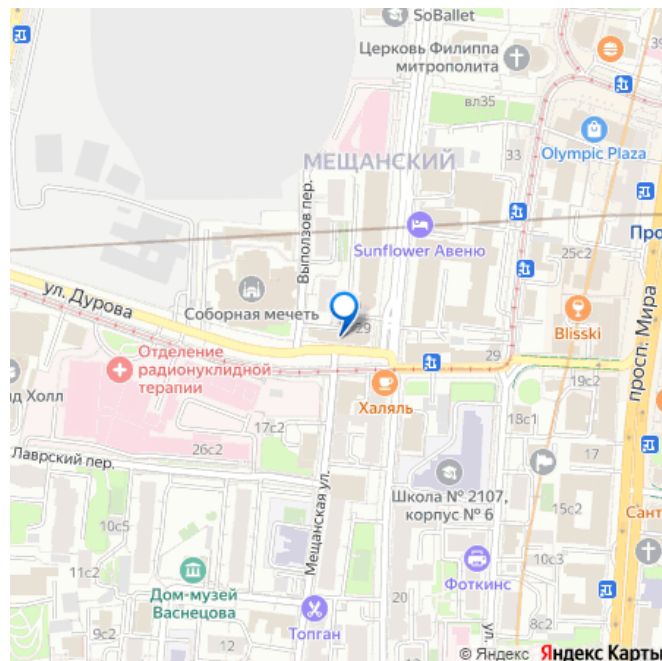 SoBallet
Церковь Филиппа
митрополита
39
вл35
33
Olympic Plaza
МЕЩАНСКИЙ
Выползов пер.
Sunflower Авеню
Про
25с2
ул. Дурова
Соборная мечеть
29
Blisski
просп. Мира
Отделение
радионуклидной
терапии
29
19с2
Халяль
д Холл
17с2
18с1
26с2
17
Лаврский пер.
Мещанская ул.
Школа № 2107,
корпус № 6
15с2
Сант
10с5
11с2
10с3
Дом-музей
Васнецова
Фоткинс
20
9с2
12
Топган
ул.
© Яндекс Яндекс Карты